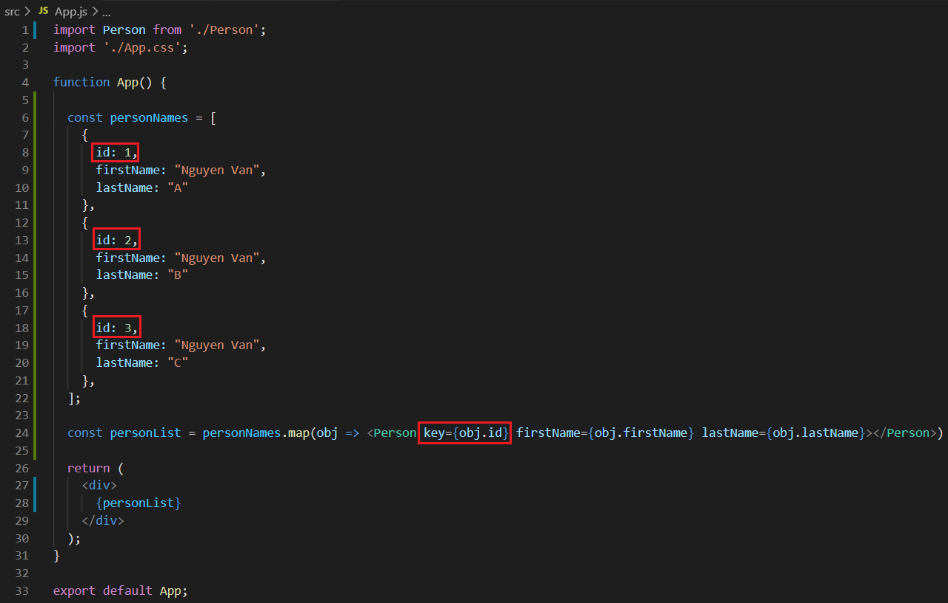 src > JS App.js > ...
1 import Person from './Person';
2 import './App.css';
3
4 function App() {
5
6 const personNames = [
7 {
8 id: 1,
9 firstName: "Nguyen Van",
10 lastName: "A"
11 },
12 {
13 id: 2,
14 firstName: "Nguyen Van",
15 lastName: "B"
16 },
17 {
18 id: 3,
19 firstName: "Nguyen Van",
20 lastName: "C"
21 },
22 ];
23
24 const personList = personNames.map(obj => <Person key={obj.id} firstName={obj.firstName} lastName={obj.lastName}></Person>)
25
26 return (
27 <div>
28 {personList}
29 </div>
30 );
31 }
32
33 export default App;